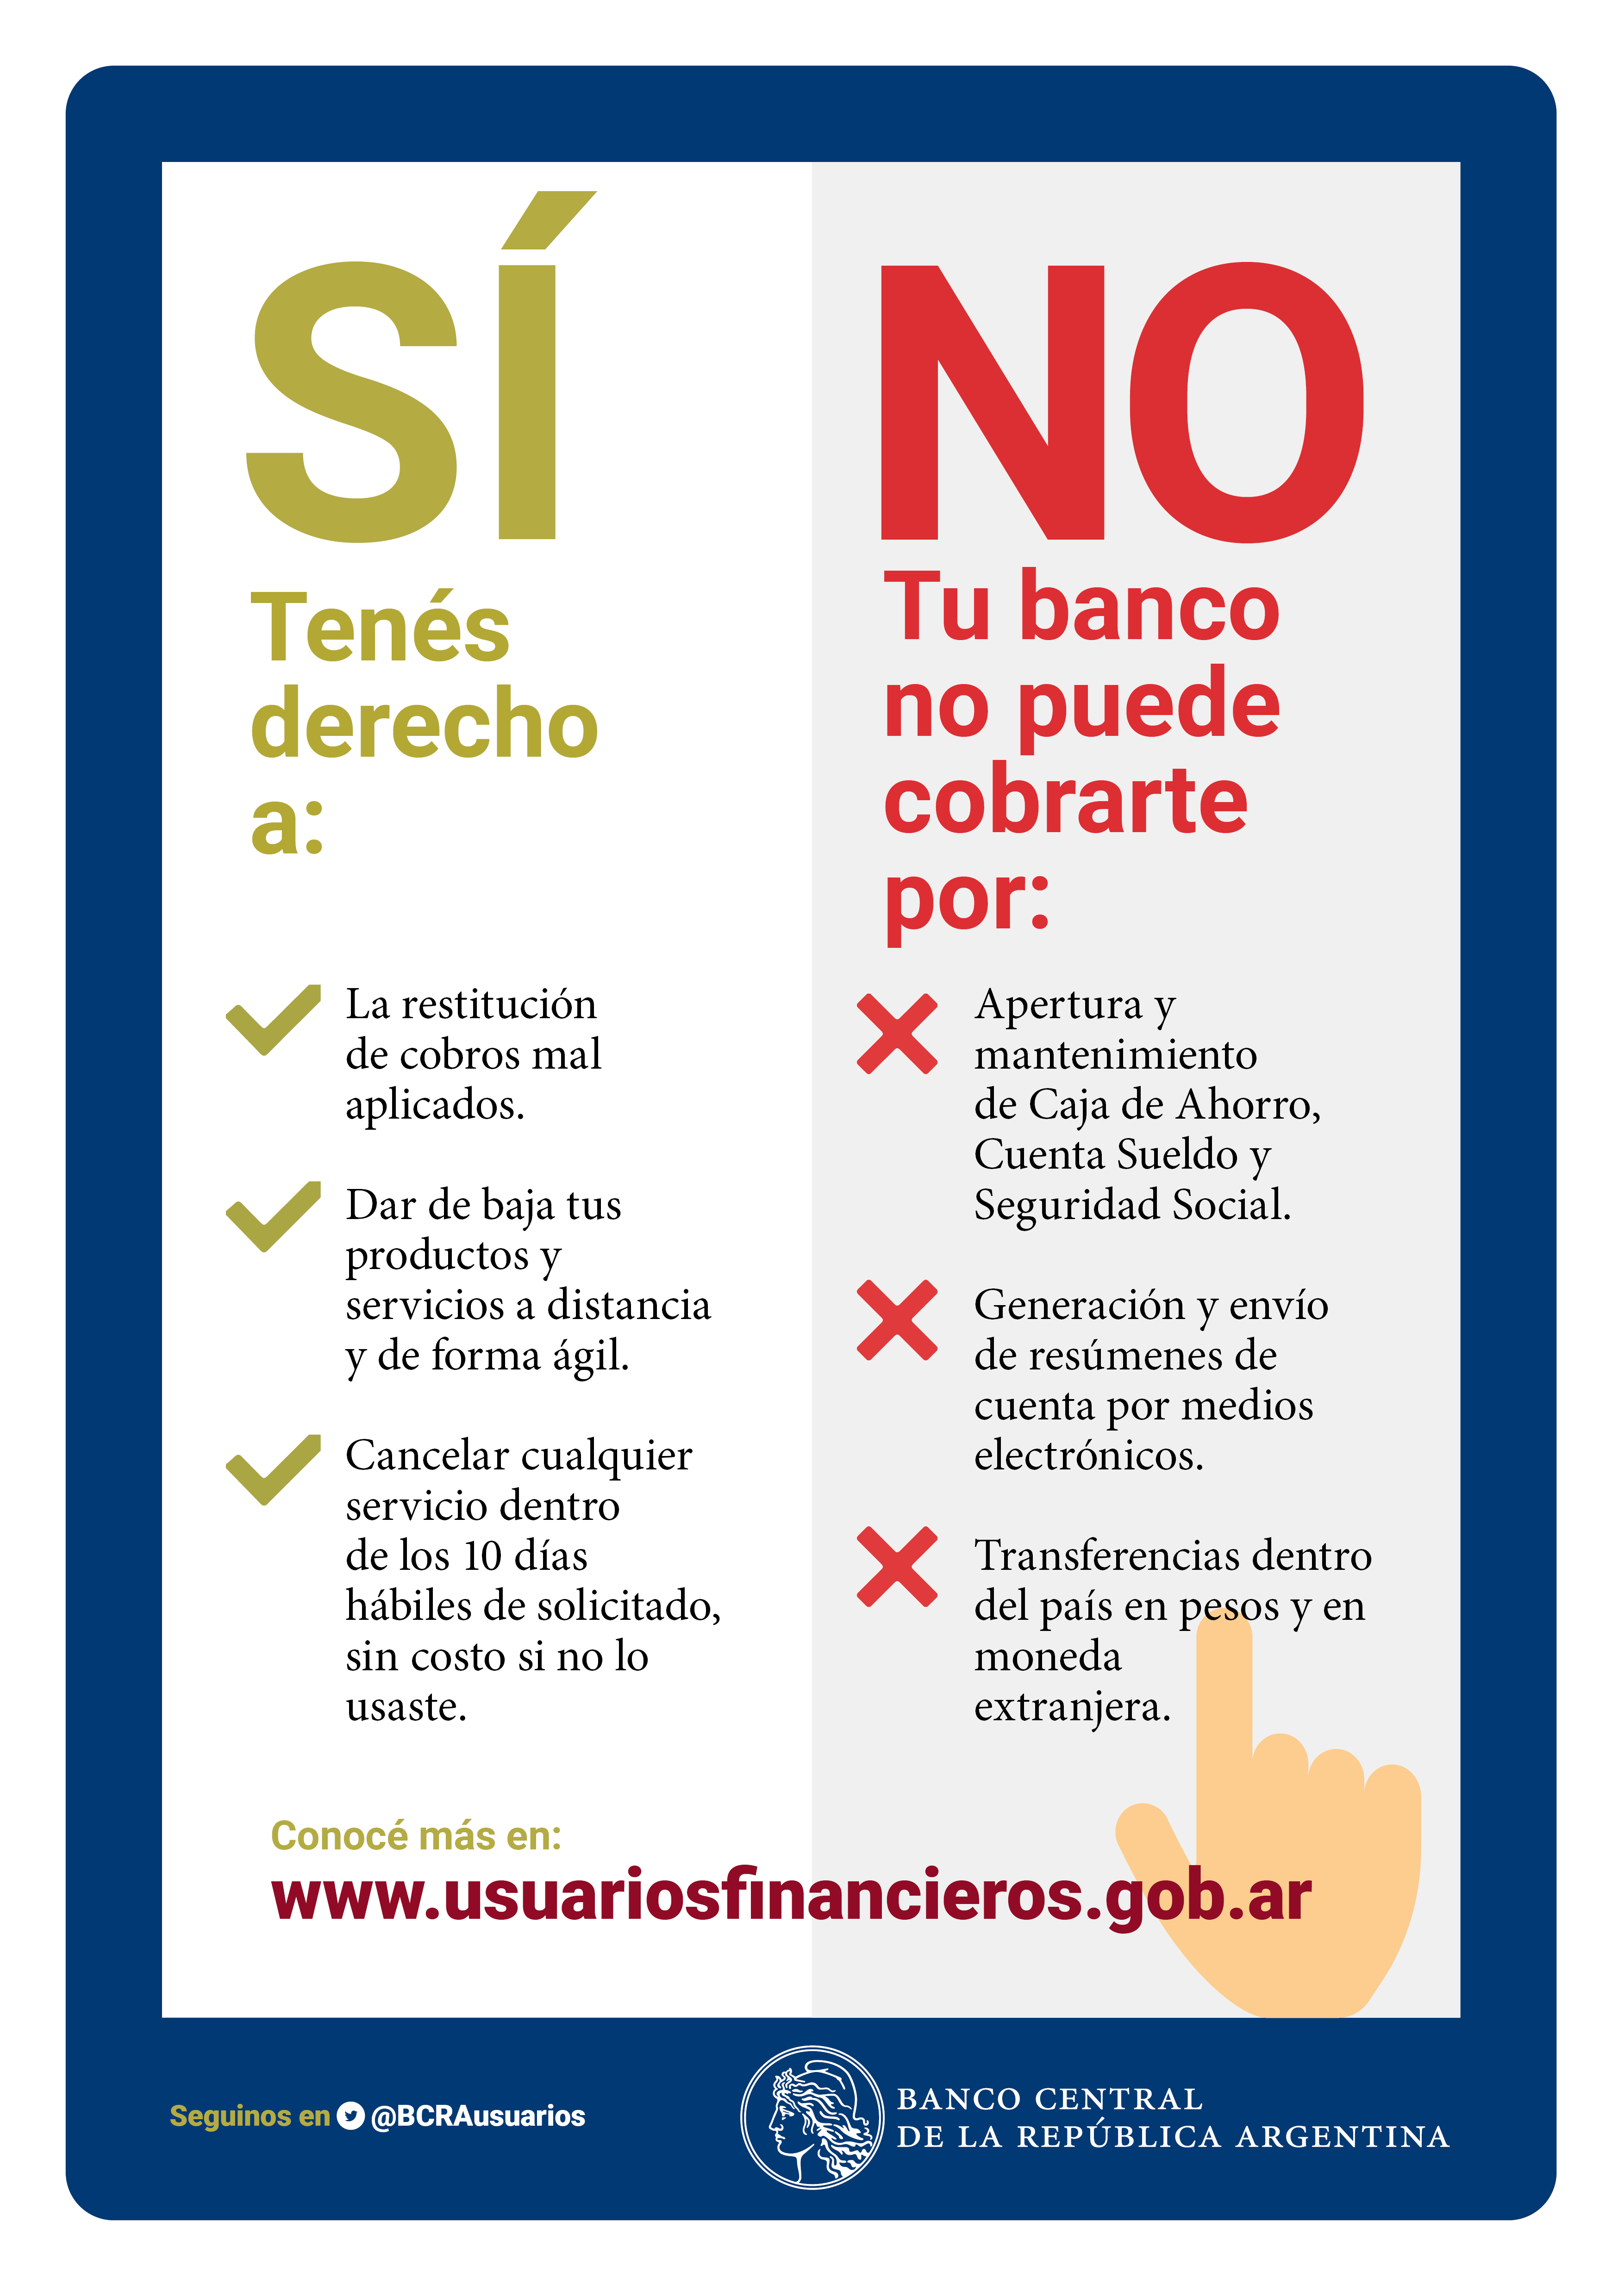 SÍ
Tenés
derecho
a:
La restitución
de cobros mal
aplicados.
Dar de baja tus
productos y
servicios a distancia
y de forma ágil.
Cancelar cualquier
servicio dentro
de los 10 días
hábiles de solicitado,
sin costo si no lo
usaste.
NO
Tu banco
no puede
cobrarte
por:
Apertura y
mantenimiento
de Caja de Ahorro,
Cuenta Sueldo y
Seguridad Social.
Generación y envío
de resúmenes de
cuenta por medios
electrónicos.
Transferencias dentro
del país en pesos y en
moneda
extranjera.
Conocé más en:
www.usuariosfinancieros.gob.ar
Seguinos en @BCRAusuarios
BANCO CENTRAL
DE LA REPÚBLICA ARGENTINA